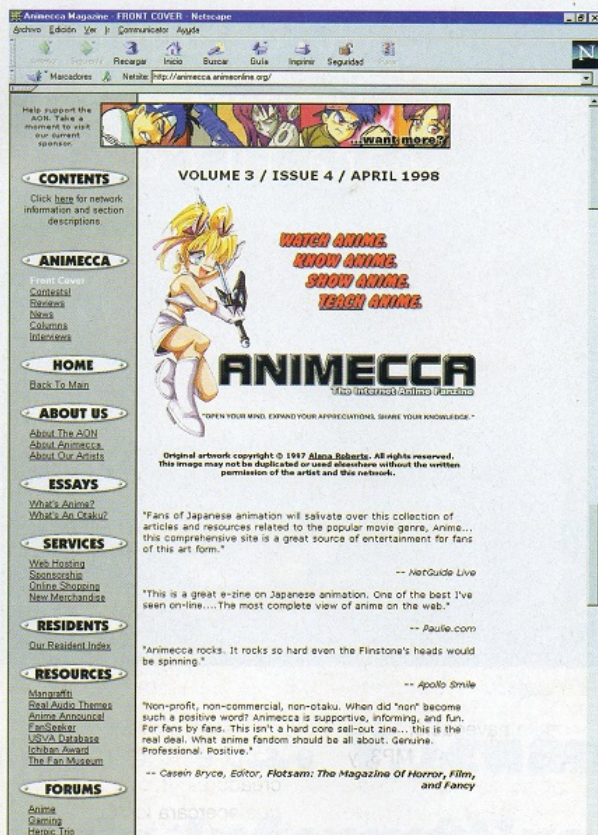 Animecca Magazine - FRONT COVER - Netscape
Archivo Edición Ver Ir Communicator Ayuda
Recargar Inicio Buscar Guía Imprimir Seguridad
Marcadores Netsite: http://animecca.animeonline.org/
N
Help support the
AON. Take a
moment to visit
our current
sponsor.
...want more?
CONTENTS
Click here for network
information and section
descriptions.
ANIMECCA
Front Cover
Contests!
Reviews
News
Columns
Interviews
HOME
Back To Main
ABOUT US
About The AON
About Animecca
About Our Artists
ESSAYS
What's Anime?
What's An Otaku?
SERVICES
Web Hosting
Sponsorship
Online Shopping
New Merchandise
RESIDENTS
Our Resident Index
RESOURCES
Mangraffiti
Real Audio Themes
Anime Announce!
FanSeeker
USVA Database
Ichiban Award
The Fan Museum
FORUMS
Anime
Gaming
Heroic Trio
VOLUME 3 / ISSUE 4 / APRIL 1998
WATCH ANIME.
KNOW ANIME.
SHOW ANIME.
TEACH ANIME.
ANIMECCA
The Internet Anime Fanzine
"OPEN YOUR MIND. EXPAND YOUR APPRECIATIONS. SHARE YOUR KNOWLEDGE."
Original artwork copyright © 1997 Alana Roberts. All rights reserved.
This image may not be duplicated or used elsewhere without the written
permission of the artist and this network.
"Fans of Japanese animation will salivate over this collection of
articles and resources related to the popular movie genre, Anime...
this comprehensive site is a great source of entertainment for fans
of this art form."
-- NetGuide Live
"This is a great e-zine on Japanese animation. One of the best I've
seen on-line....The most complete view of anime on the web."
-- Paulie.com
"Animecca rocks. It rocks so hard even the Flinstone's heads would
be spinning."
-- Apollo Smile
"Non-profit, non-commercial, non-otaku. When did "non" become
such a positive word? Animecca is supportive, informing, and fun.
For fans by fans. This isn't a hard core sell-out zine... this is the
real deal. What anime fandom should be all about. Genuine.
Professional. Positive."
-- Casein Bryce, Editor, Flotsam: The Magazine Of Horror, Film,
and Fancy